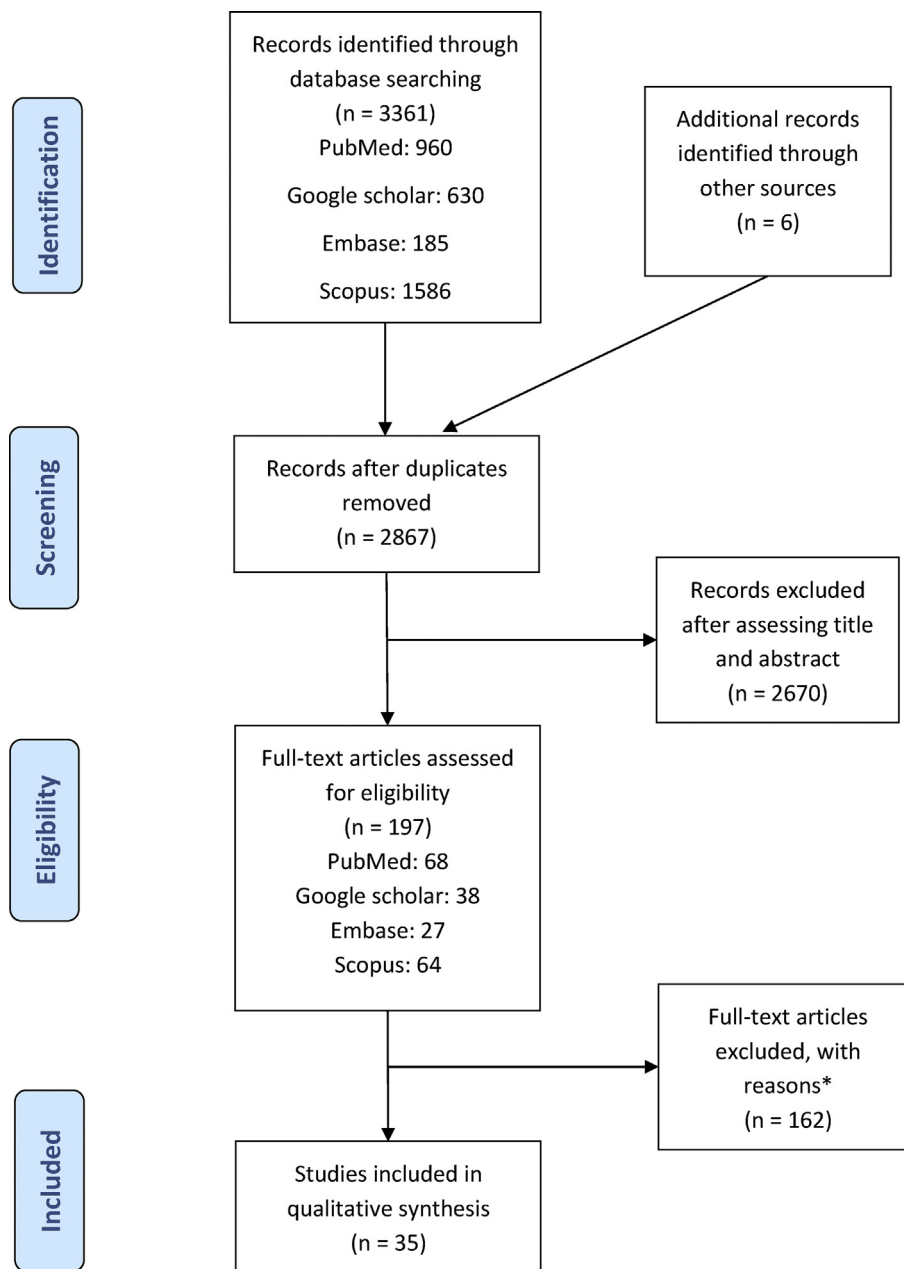 Identification
Records identified through
database searching
(n = 3361)
PubMed: 960
Google scholar: 630
Embase: 185
Scopus: 1586
Additional records
identified through
other sources
(n = 6)
Screening
Records after duplicates
removed
(n = 2867)
Records excluded
after assessing title
and abstract
(n = 2670)
Eligibility
Full-text articles assessed
for eligibility
(n = 197)
PubMed: 68
Google scholar: 38
Embase: 27
Scopus: 64
Full-text articles
excluded, with
reasons*
(n = 162)
Included
Studies included in
qualitative synthesis
(n = 35)